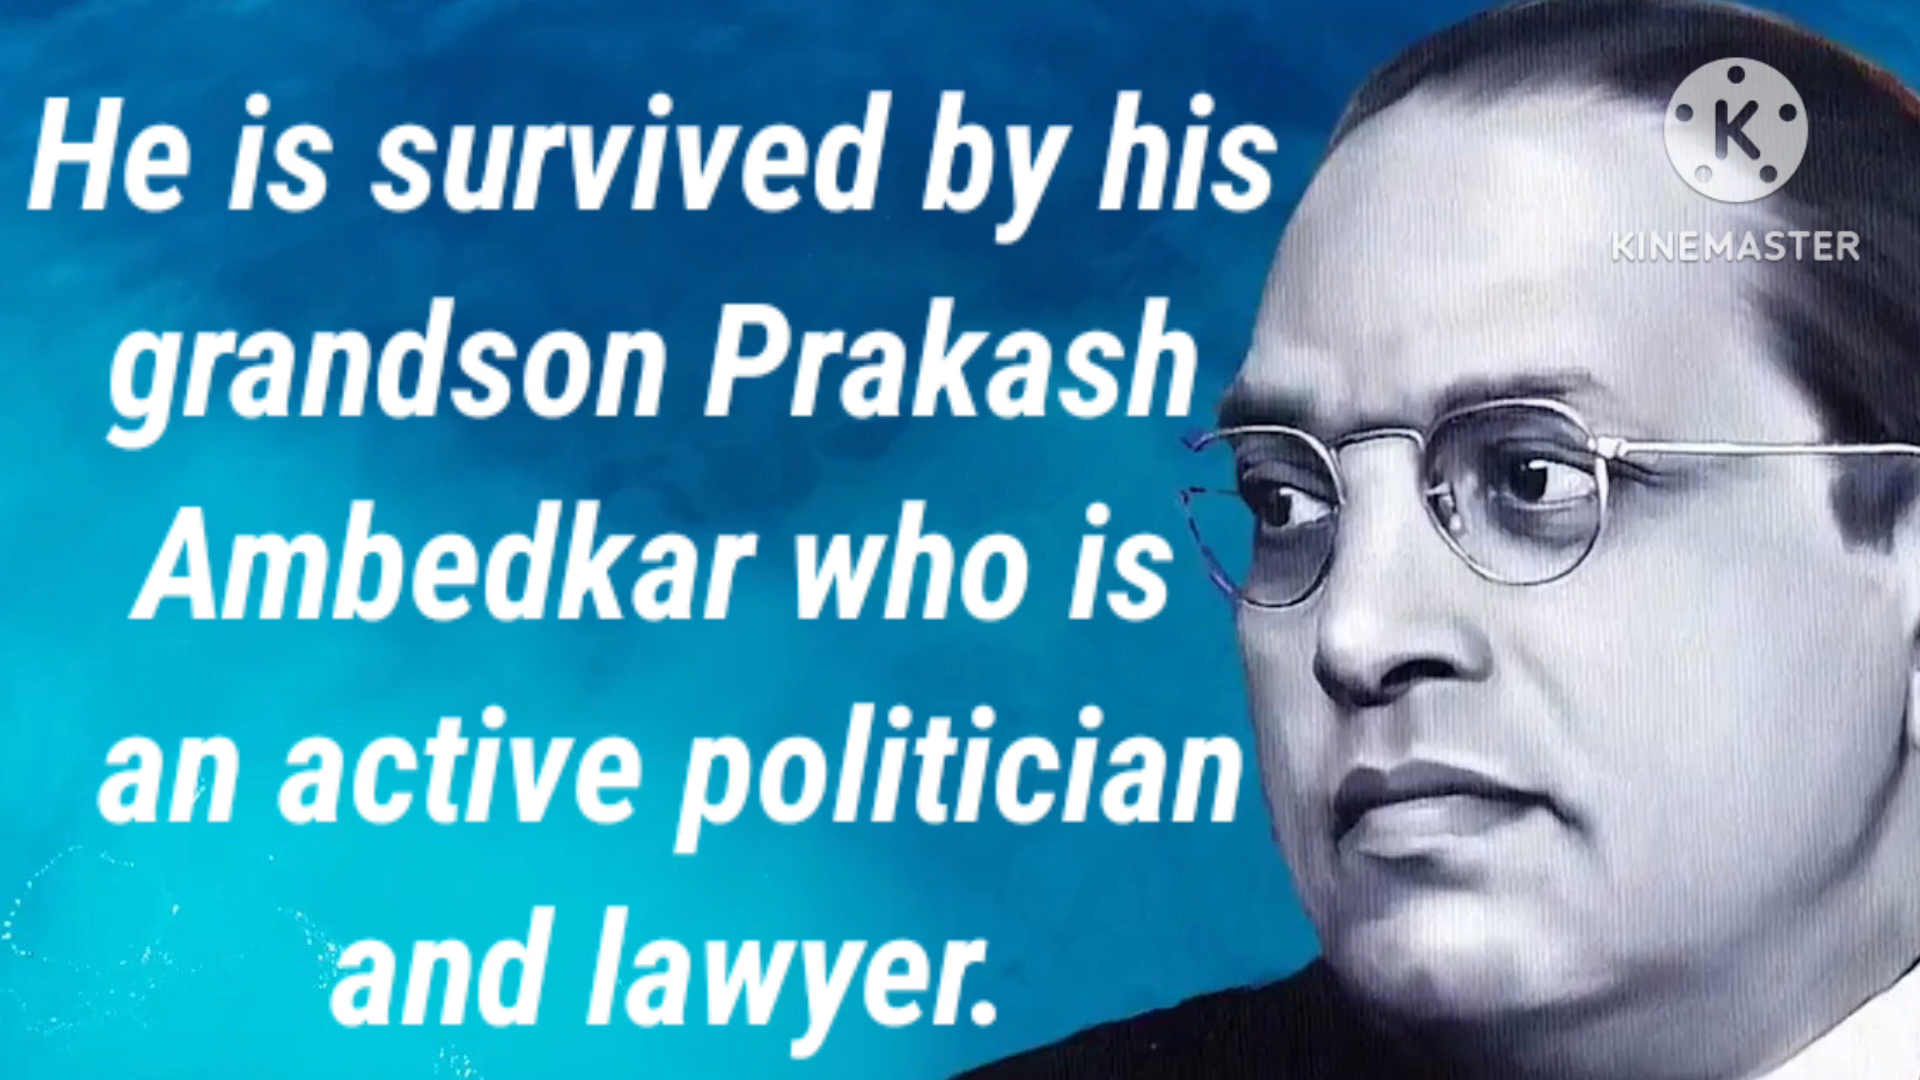 He is survived by his
grandson Prakash
Ambedkar who is
an active politician
and lawyer.
K
KINEMASTER